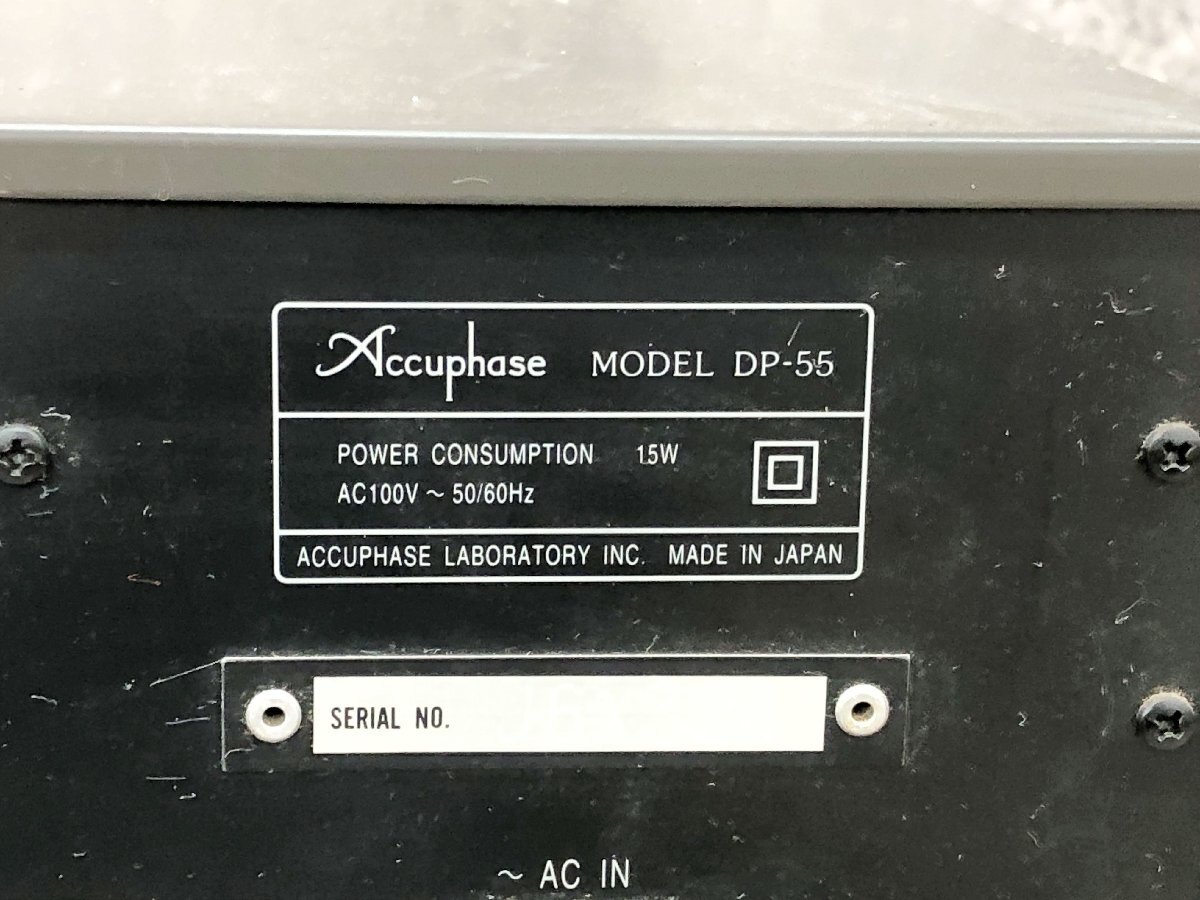 Accuphase MODEL DP-55
POWER CONSUMPTION 15W
AC100V ~ 50/60Hz
ACCUPHASE LABORATORY INC. MADE IN JAPAN
SERIAL NO.
~ AC IN